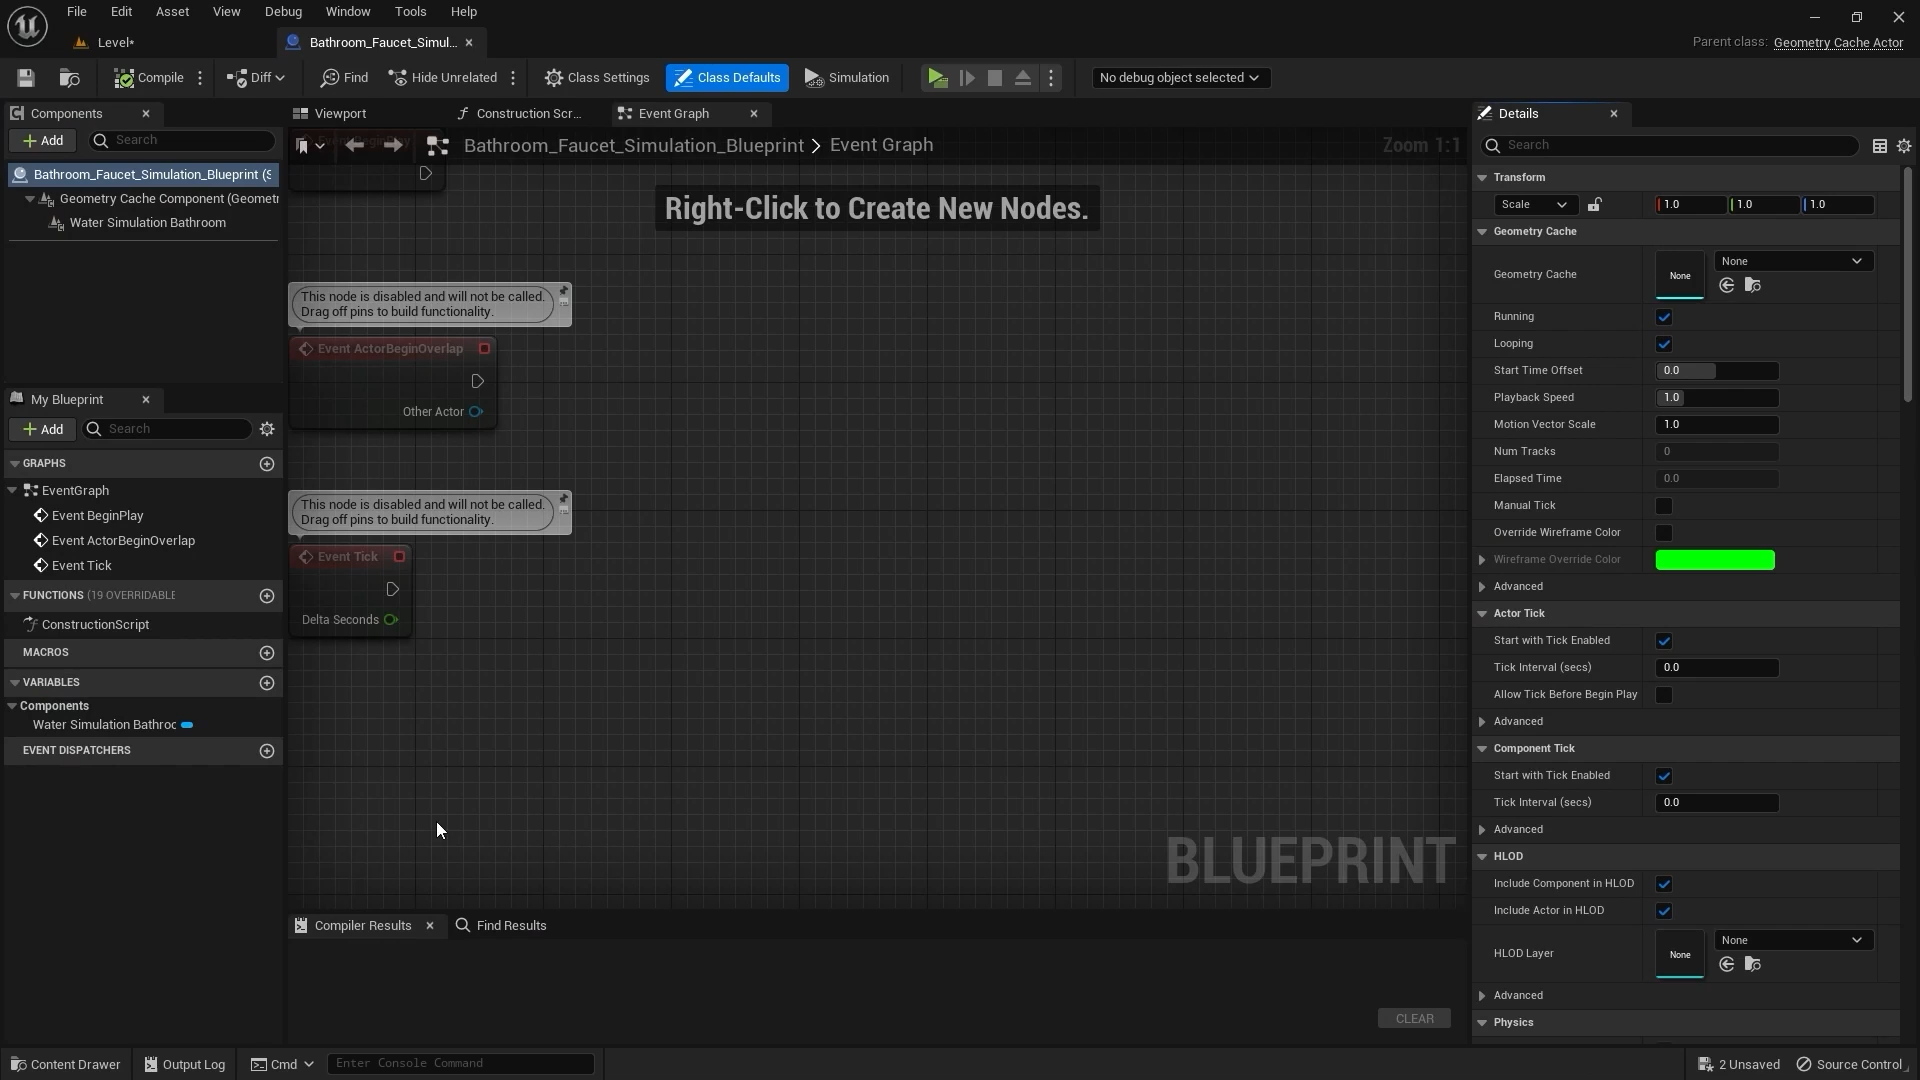 File Edit Asset View Debug Window Tools Help
Level*
Bathroom_Faucet_Simul...
Parent class: Geometry Cache Actor
Compile
Diff
Find
Hide Unrelated
Class Settings
Class Defaults
Simulation
No debug object selected
Components
Add
Search
Bathroom_Faucet_Simulation_Blueprint (S
Geometry Cache Component (Geometr
Water Simulation Bathroom
My Blueprint
Add
Search
GRAPHS
EventGraph
Event BeginPlay
Event ActorBeginOverlap
Event Tick
FUNCTIONS (19 OVERRIDABLE
ConstructionScript
MACROS
VARIABLES
Components
Water Simulation Bathroc
EVENT DISPATCHERS
Viewport
Construction Scr...
Event Graph
Bathroom_Faucet_Simulation_Blueprint > Event Graph
Zoom 1:1
Right-Click to Create New Nodes.
This node is disabled and will not be called.
Drag off pins to build functionality.
Event ActorBeginOverlap
Other Actor
This node is disabled and will not be called.
Drag off pins to build functionality.
Event Tick
Delta Seconds
BLUEPRINT
Compiler Results
Find Results
CLEAR
Details
Search
Transform
Scale 1.0 1.0 1.0
Geometry Cache
Geometry Cache None None
Running
Looping
Start Time Offset 0.0
Playback Speed 1.0
Motion Vector Scale 1.0
Num Tracks 0
Elapsed Time 0.0
Manual Tick
Override Wireframe Color
Wireframe Override Color
Advanced
Actor Tick
Start with Tick Enabled
Tick Interval (secs) 0.0
Allow Tick Before Begin Play
Advanced
Component Tick
Start with Tick Enabled
Tick Interval (secs) 0.0
Advanced
HLOD
Include Component in HLOD
Include Actor in HLOD
HLOD Layer None None
Advanced
Physics
Content Drawer
Output Log
Cmd
Enter Console Command
2 Unsaved
Source Control